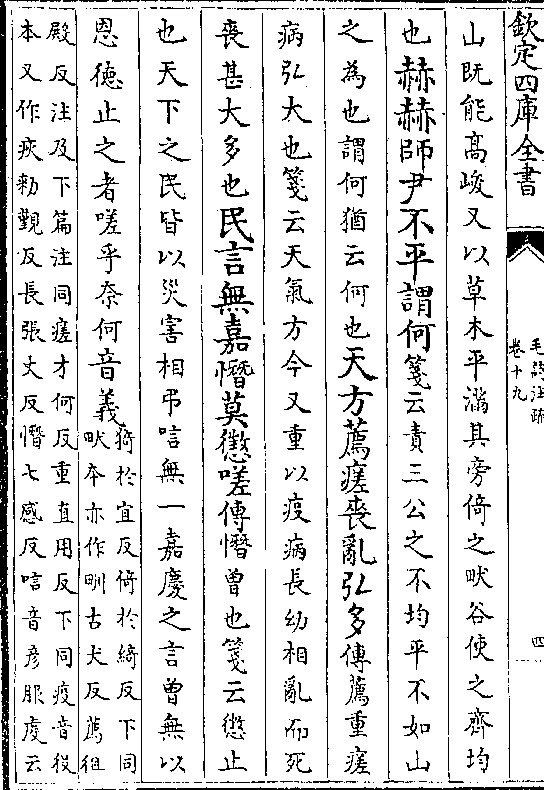 欽定四庫全書
毛詩注疏
卷十九
四
山既能高峻又以草木平滿其旁倚之畎谷使之齊均
也赫赫師尹不平謂何箋云責三公之不均平不如山
之為也謂何猶云何也天方薦瘥喪亂弘多傳薦重瘥
病弘大也箋云天氣方今又重以疫病長幼相亂而死
喪甚大多也民言無嘉憯莫懲嗟傳憯曾也箋云懲止
也天下之民皆以災害相弔唁無一嘉慶之言曾無以
恩德止之者嗟乎奈何音義
猗於宜反倚於綺反下同
畎本亦作甽古犬反薦徂
殿反注及下篇注同瘥才何反重直用反下同疫音役
本又作疢勑覲反長張丈反憯七感反唁音彥服虔云